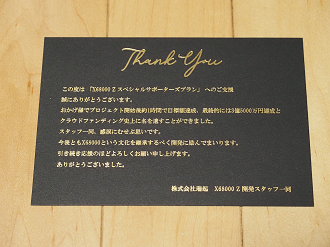 Thank You
この度は 『X68000 Z スペシャルサポーターズプラン』 へのご支援
誠にありがとうございます。
おかげ様でプロジェクト開始後約1時間で目標額達成、最終的には3億5000万円達成と
クラウドファンディング史上に名を遺すことができました。
スタッフ一同、感涙にむせぶ思いです。
今後ともX68000という文化を継承するべく開発に励んでまいります。
引き続き応援のほどよろしくお願い申し上げます。
ありがとうございました。
株式会社瑞起 X68000 Z 開発スタッフ一同